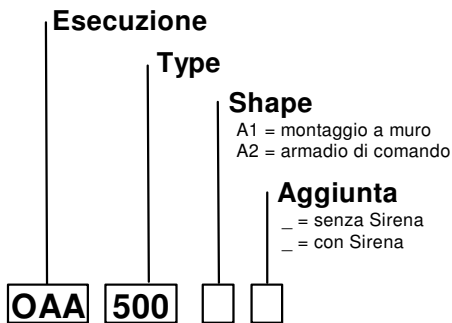 Esecuzione
Type
Shape
A1 = montaggio a muro
A2 = armadio di comando
Aggiunta
_ = senza Sirena
_ = con Sirena
OAA 500